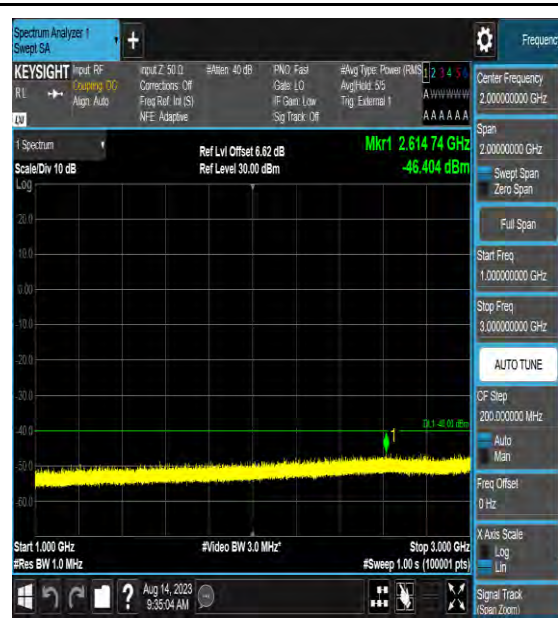 Spectrum Analyzer 1
Swept SA
+
Frequenc
KEYSIGHT
RL
LW
Input: RF
Coupling: DC
Align: Auto
Input Z: 50 Ω
Corrections: Off
Freq Ref: Int (S)
NFE: Adaptive
#Atten: 40 dB
PNO: Fast
Gate: LO
IF Gain: Low
Sig Track: Off
#Avg Type: Power (RMS
Avg|Hold: 5/5
Trig: External 1
1 2 3 4 5 6
A W W W W W
A A A A A A
1 Spectrum
Scale/Div 10 dB
Log
Ref Lvl Offset 6.62 dB
Ref Level 30.00 dBm
Mkr1 2.614 74 GHz
-46.404 dBm
20.0
10.0
0.00
-10.0
-20.0
-30.0
-40.0
-50.0
-60.0
DL1 -40.00 dBm
1
Start 1.000 GHz
#Res BW 1.0 MHz
#Video BW 3.0 MHz*
Stop 3.000 GHz
#Sweep 1.00 s (100001 pts)
Aug 14, 2023
9:35:04 AM
Center Frequency
2.000000000 GHz
Span
2.00000000 GHz
Swept Span
Zero Span
Full Span
Start Freq
1.000000000 GHz
Stop Freq
3.000000000 GHz
AUTO TUNE
CF Step
200.000000 MHz
Auto
Man
Freq Offset
0 Hz
X Axis Scale
Log
Lin
Signal Track
(Span Zoom)